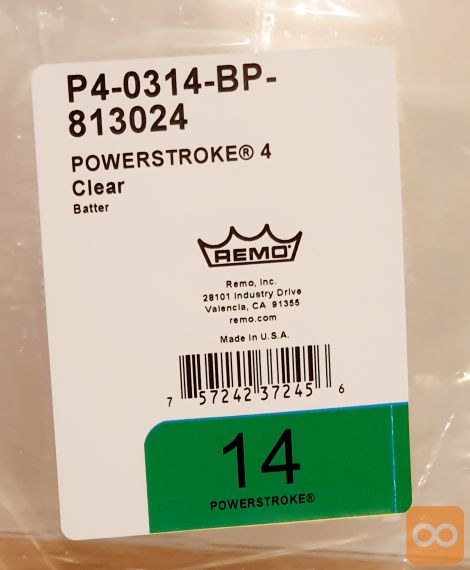 P4-0314-BP-
813024
POWERSTROKE® 4
Clear
Batter
REMO®
Remo, Inc.
28101 Industry Drive
Valencia, CA 91355
remo.com
Made in U.S.A.
7 57242 37245 6
14
POWERSTROKE®